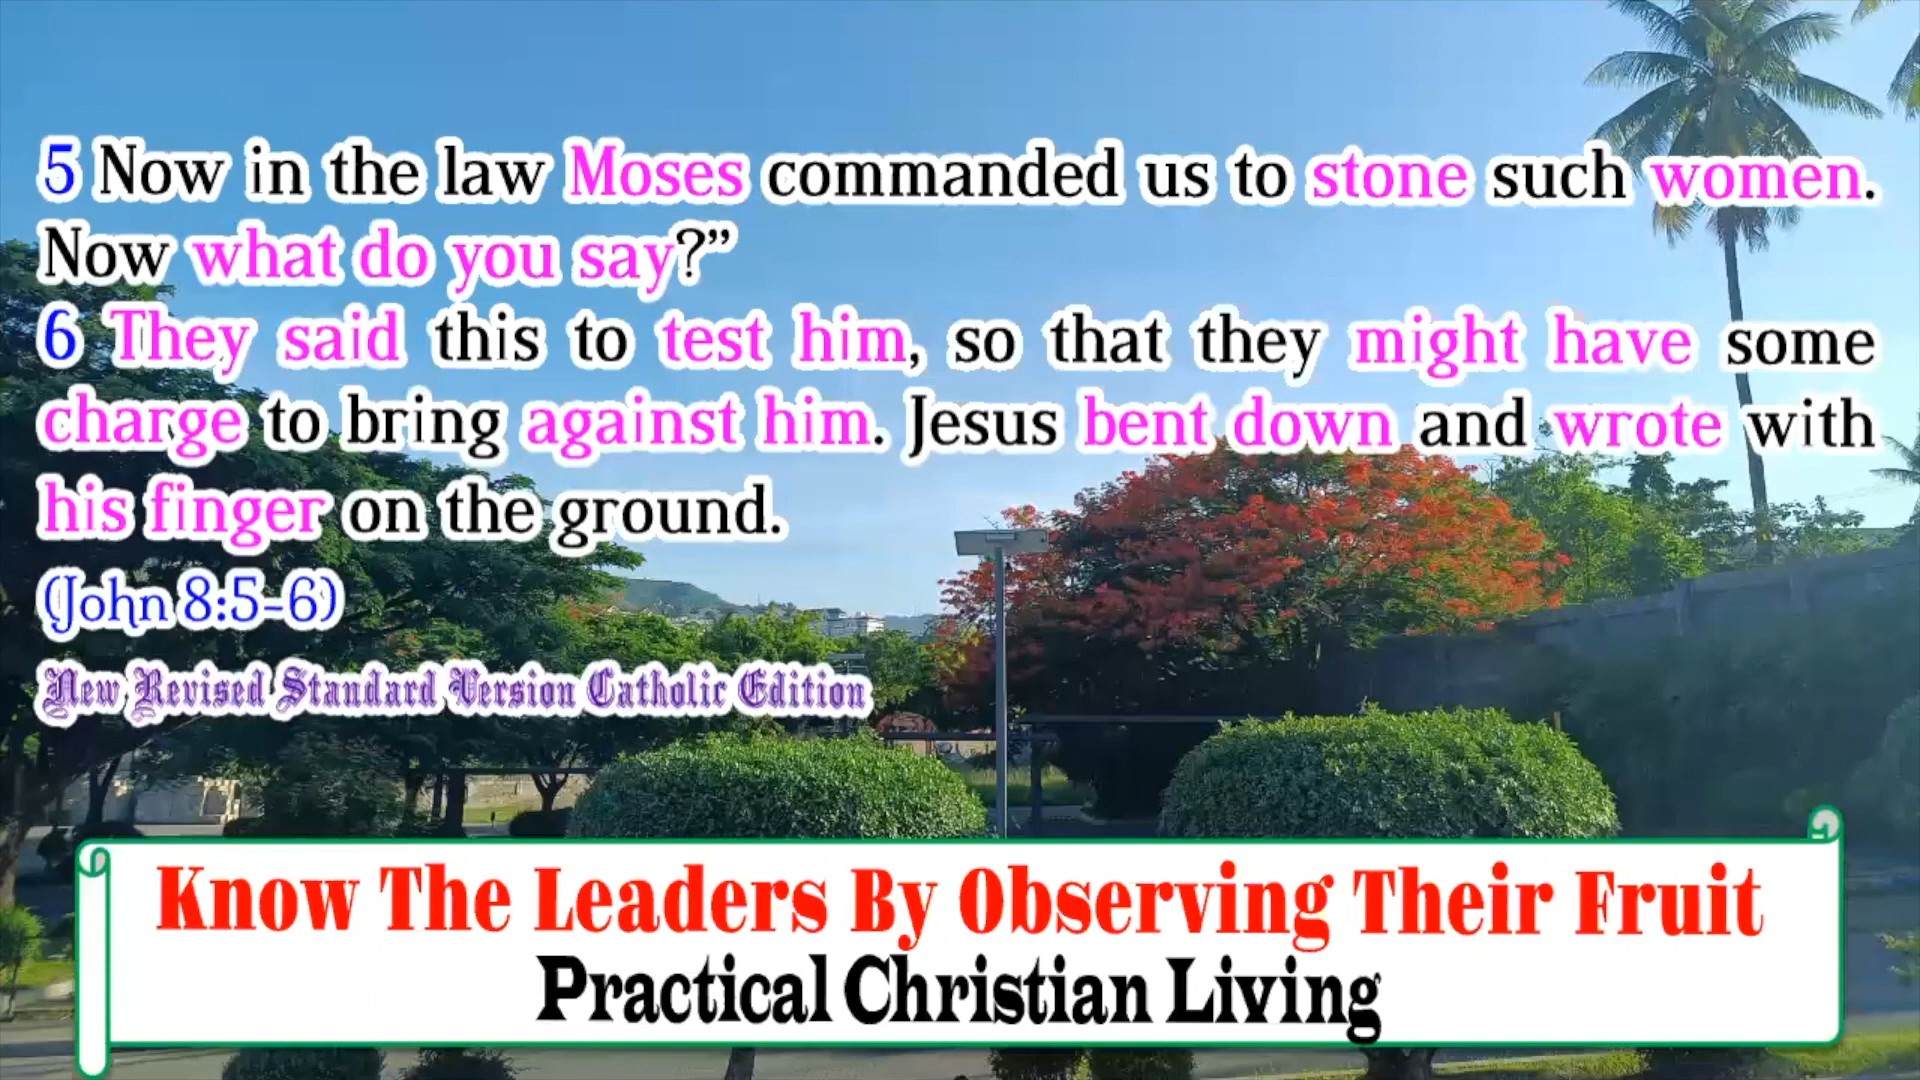 5 Now in the law Moses commanded us to stone such women.
Now what do you say?”
6 They said this to test him, so that they might have some
charge to bring against him. Jesus bent down and wrote with
his finger on the ground.
(John 8:5-6)
New Revised Standard Version Catholic Edition
Know The Leaders By Observing Their Fruit
Practical Christian Living